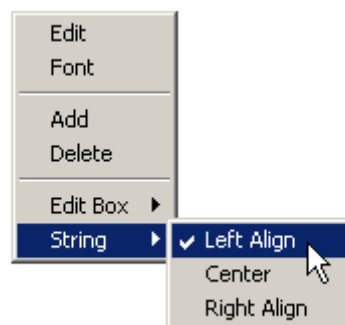 Edit
Font
Add
Delete
Edit Box
String
Left Align
Center
Right Align